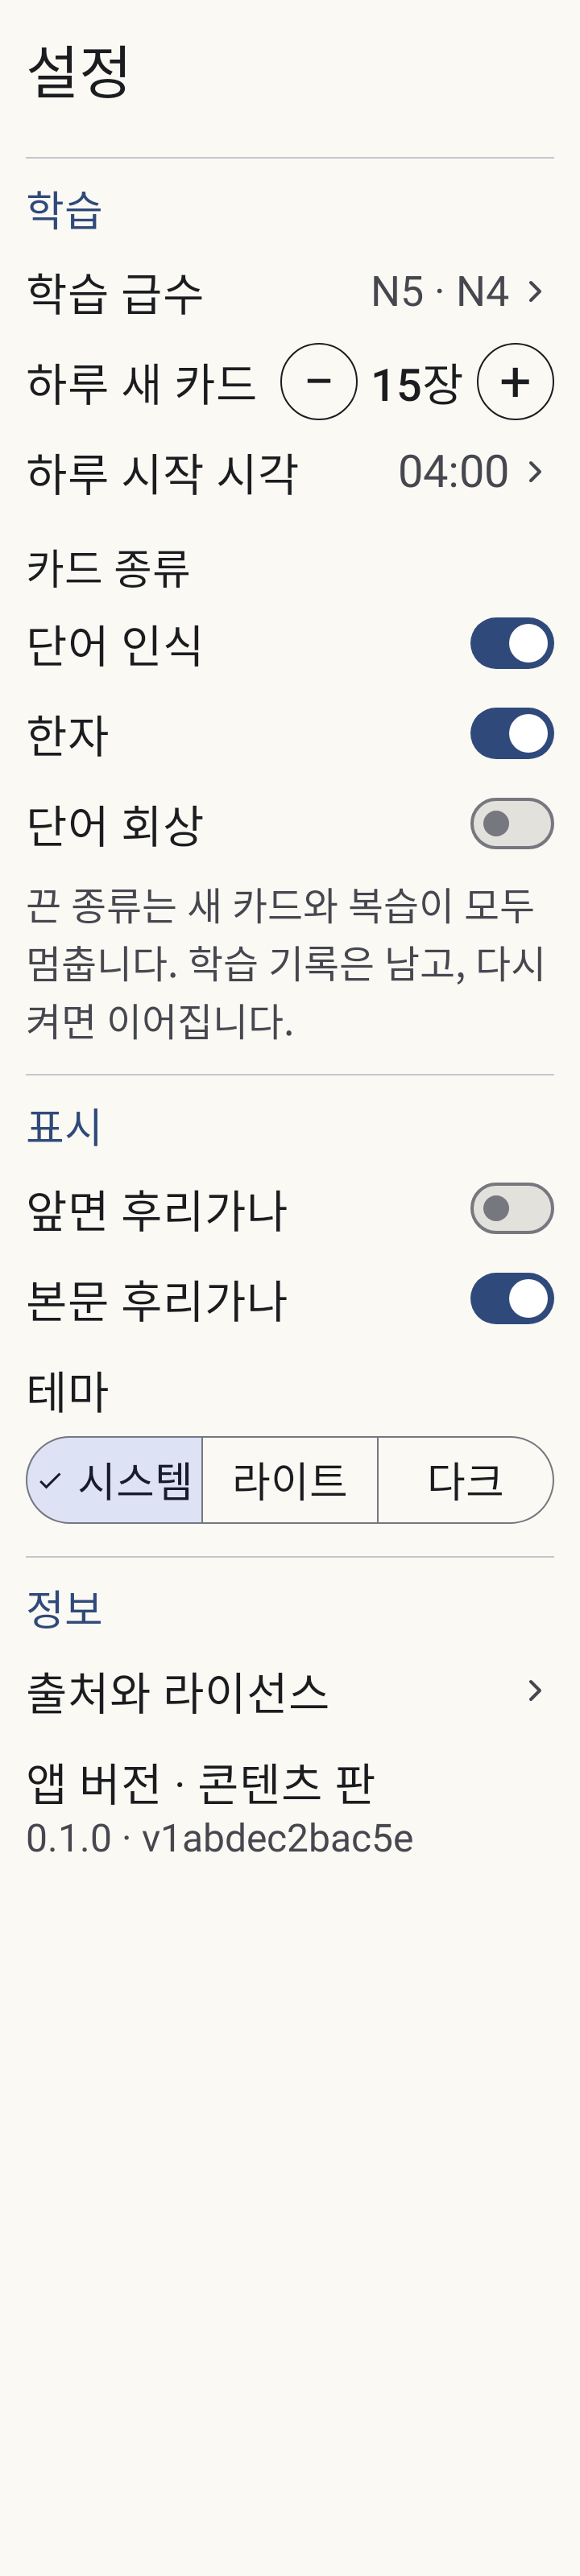 설정
학습
학습 급수 N5 · N4
하루 새 카드 − 15장 +
하루 시작 시각 04:00
카드 종류
단어 인식
한자
단어 회상
끈 종류는 새 카드와 복습이 모두
멈춥니다. 학습 기록은 남고, 다시
켜면 이어집니다.
표시
앞면 후리가나
본문 후리가나
테마
시스템 라이트 다크
정보
출처와 라이선스
앱 버전 · 콘텐츠 판
0.1.0 · v1abdec2bac5e